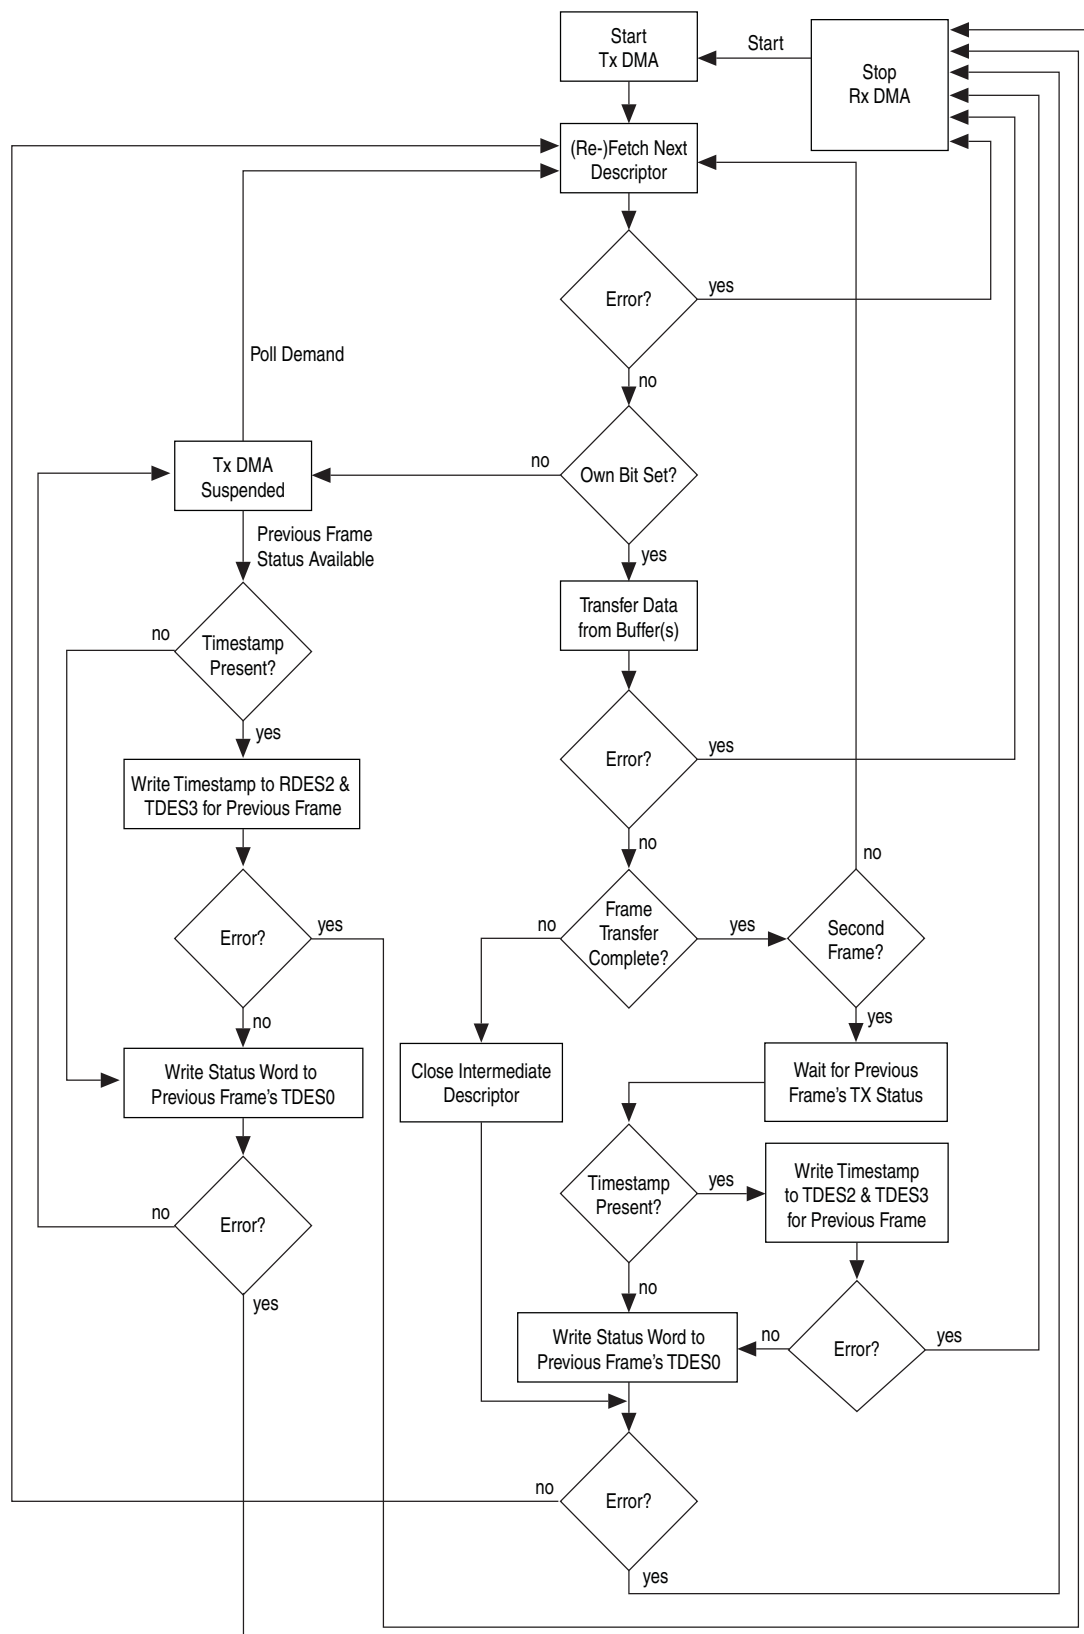 Start
Tx DMA
Start
Stop
Rx DMA
(Re-)Fetch Next
Descriptor
Error?
yes
no
Poll Demand
Own Bit Set?
no
yes
Tx DMA
Suspended
Previous Frame
Status Available
Transfer Data
from Buffer(s)
Timestamp
Present?
no
yes
Error?
yes
no
Write Timestamp to RDES2 &
TDES3 for Previous Frame
Error?
yes
no
Frame
Transfer
Complete?
no
yes
Second
Frame?
no
yes
Write Status Word to
Previous Frame's TDES0
Close Intermediate
Descriptor
Wait for Previous
Frame's TX Status
Error?
no
yes
Timestamp
Present?
yes
no
Write Timestamp
to TDES2 & TDES3
for Previous Frame
Write Status Word to
Previous Frame's TDES0
Error?
no
yes
Error?
no
yes